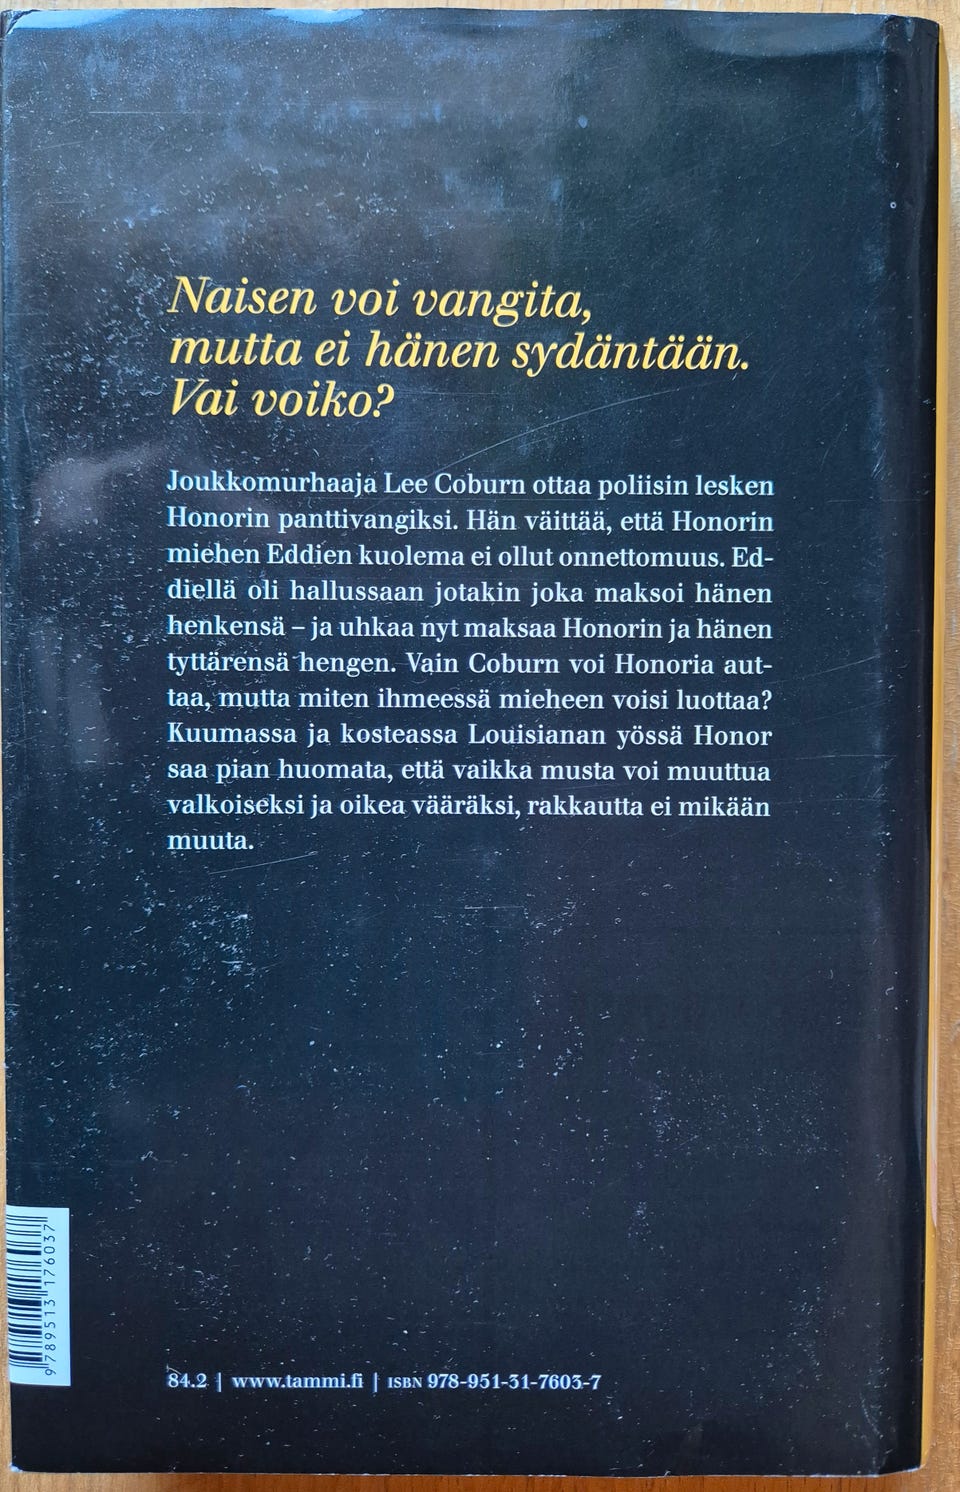 Naisen voi vangita,
mutta ei hänen sydäntään.
Vai voiko?
Joukkomurhaaja Lee Coburn ottaa poliisin lesken
Honorin panttivangiksi. Hän väittää, että Honorin
miehen Eddien kuolema ei ollut onnettomuus. Ed-
diellä oli hallussaan jotakin joka maksoi hänen
henkensä – ja uhkaa nyt maksaa Honorin ja hänen
tyttärensä hengen. Vain Coburn voi Honoria aut-
taa, mutta miten ihmeessä mieheen voisi luottaa?
Kuumassa ja kosteassa Louisianan yössä Honor
saa pian huomata, että vaikka musta voi muuttua
valkoiseksi ja oikea vääräksi, rakkautta ei mikään
muuta.
9789513176037
84.2 | www.tammi.fi | ISBN 978-951-31-7603-7